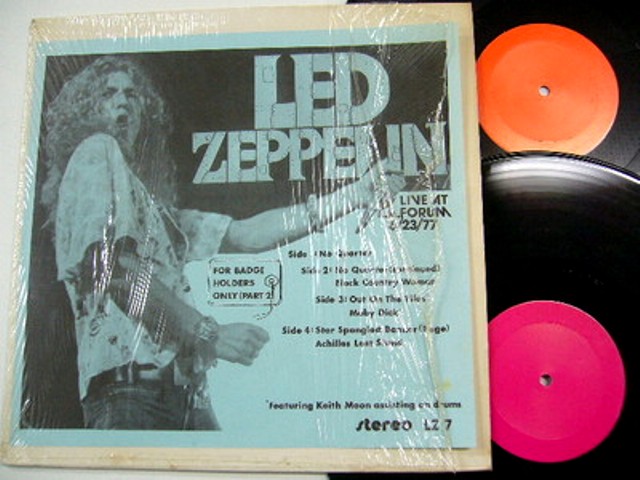 LED
ZEPPELIN
LIVE AT
FORUM
6/23/77
Side 1: No Quarter
FOR BADGE
HOLDERS
ONLY (PART 2)
Side 2: No Quarter (continued)
Black Country Woman
Side 3: Out On The Tiles
Moby Dick*
Side 4: Star Spangled Banner (Page)
Achilles Last Stand
*Featuring Keith Moon assisting on drums
stereo LZ 7